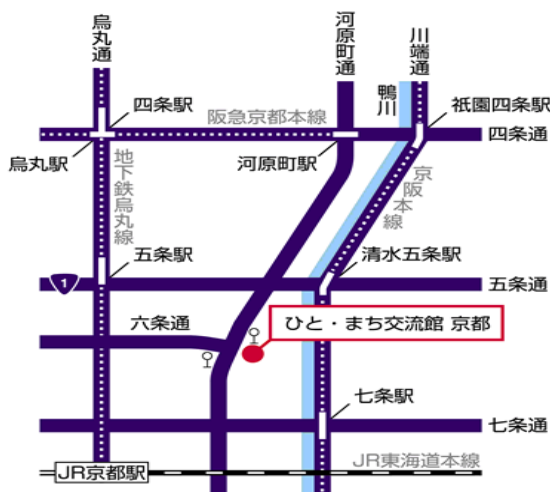 烏丸通
河原町通
川端通
鴨川
四条駅
阪急京都本線
祇園四条駅
烏丸駅
河原町駅
四条通
地下鉄烏丸線
京阪本線
五条駅
清水五条駅
1
五条通
六条通
ひと・まち交流館 京都
七条駅
七条通
JR東海道本線
JR京都駅